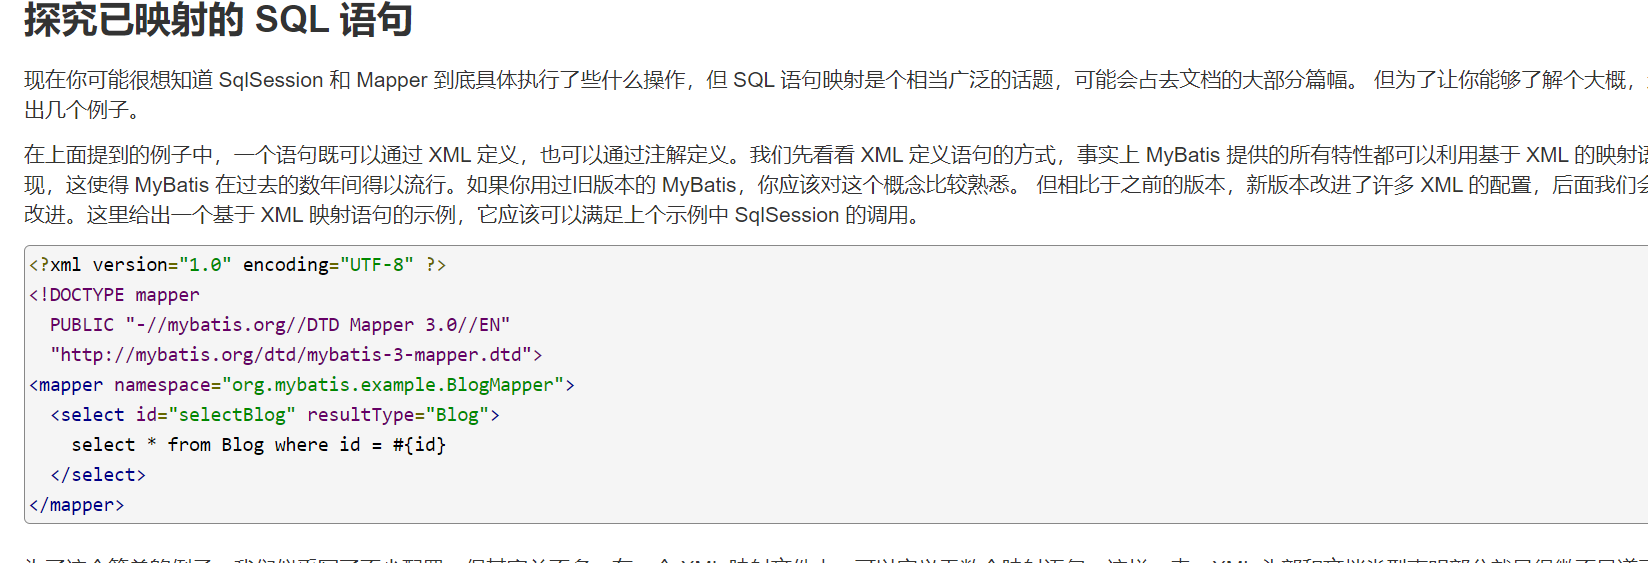 探究已映射的 SQL 语句
现在你可能很想知道 SqlSession 和 Mapper 到底具体执行了些什么操作，但 SQL 语句映射是个相当广泛的话题，可能会占去文档的大部分篇幅。 但为了让你能够了解个大概，
出几个例子。
在上面提到的例子中，一个语句既可以通过 XML 定义，也可以通过注解定义。我们先看看 XML 定义语句的方式，事实上 MyBatis 提供的所有特性都可以利用基于 XML 的映射语
现，这使得 MyBatis 在过去的数年间得以流行。如果你用过旧版本的 MyBatis，你应该对这个概念比较熟悉。 但相比于之前的版本，新版本改进了许多 XML 的配置，后面我们会
改进。这里给出一个基于 XML 映射语句的示例，它应该可以满足上个示例中 SqlSession 的调用。
<?xml version="1.0" encoding="UTF-8" ?>
<!DOCTYPE mapper
PUBLIC "-//mybatis.org//DTD Mapper 3.0//EN"
"http://mybatis.org/dtd/mybatis-3-mapper.dtd">
<mapper namespace="org.mybatis.example.BlogMapper">
<select id="selectBlog" resultType="Blog">
select * from Blog where id = #{id}
</select>
</mapper>